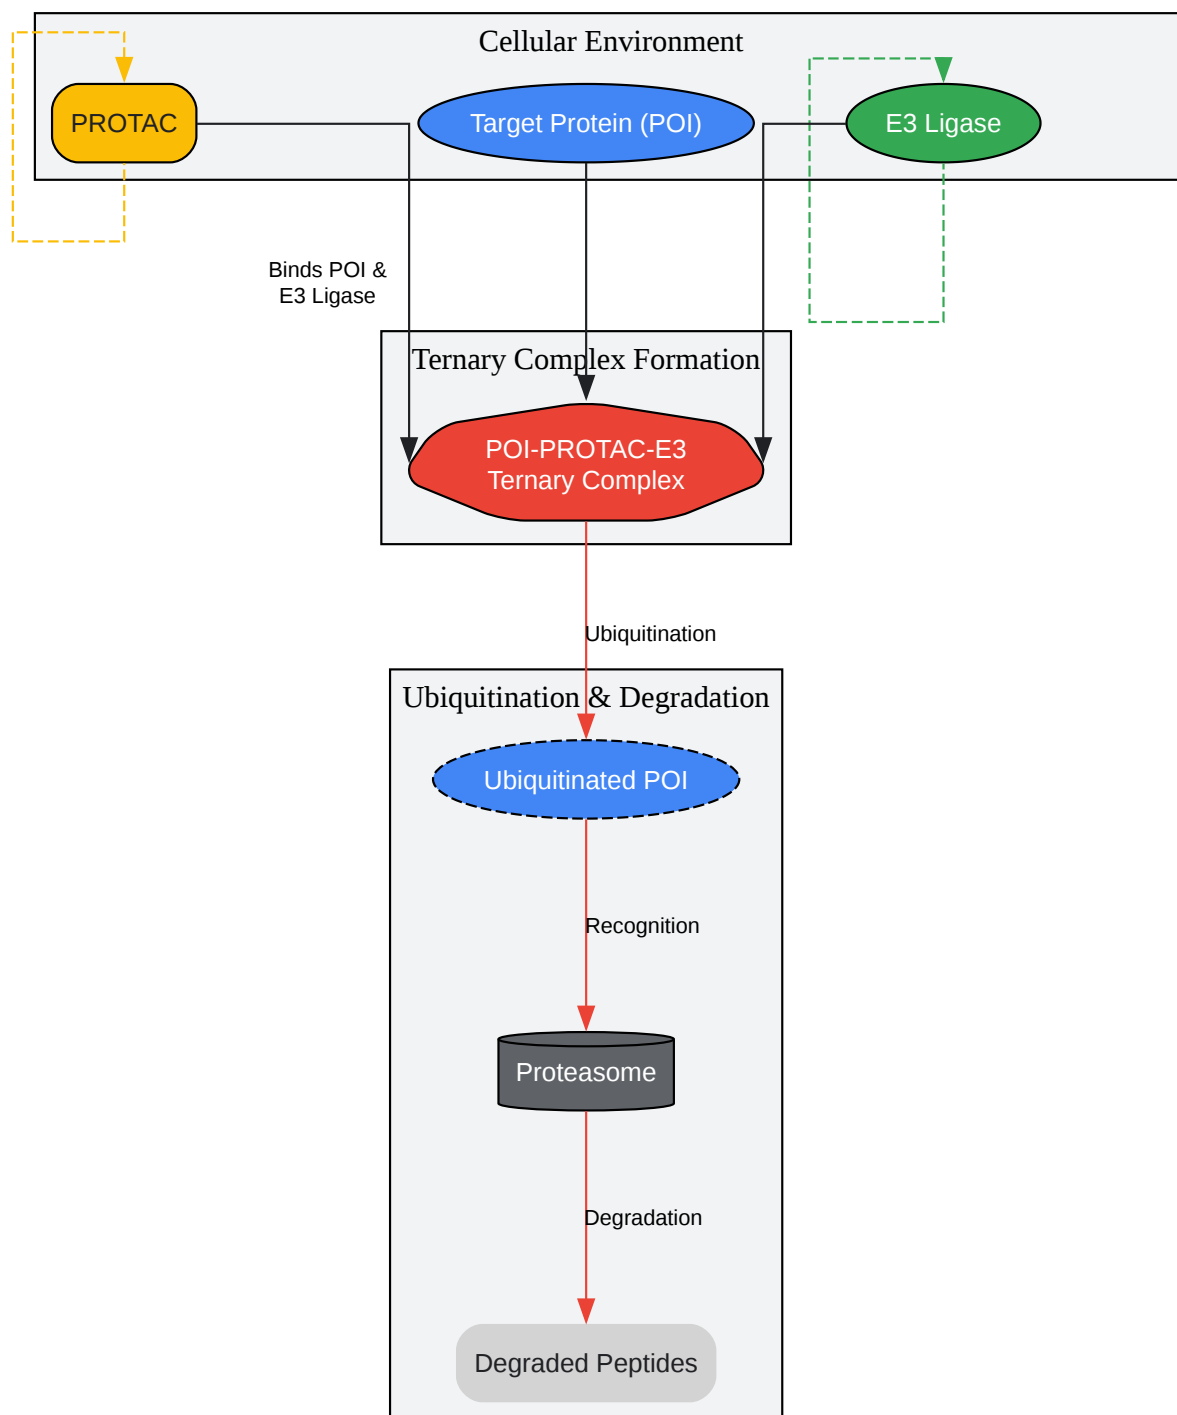 Cellular Environment
PROTAC
Target Protein (POI)
E3 Ligase
Binds POI &
E3 Ligase
Ternary Complex Formation
POI-PROTAC-E3
Ternary Complex
Ubiquitination
Ubiquitination & Degradation
Ubiquitinated POI
Recognition
Proteasome
Degradation
Degraded Peptides